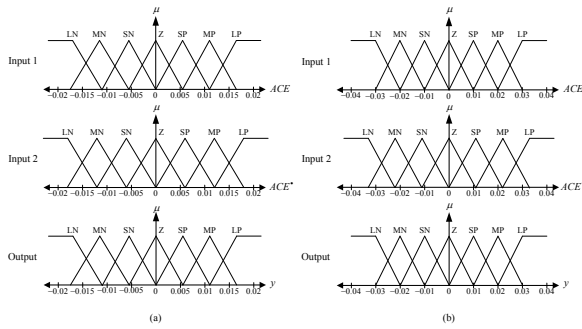 μ
LN MN SN Z SP MP LP
Input 1
−0.02 −0.015 −0.01 −0.005 0 0.005 0.01 0.015 0.02 ACE
μ
LN MN SN Z SP MP LP
Input 2
−0.02 −0.015 −0.01 −0.005 0 0.005 0.01 0.015 0.02 ACE•
μ
LN MN SN Z SP MP LP
Output
−0.02 −0.015 −0.01 −0.005 0 0.005 0.01 0.015 0.02 y
(a)
μ
LN MN SN Z SP MP LP
Input 1
−0.04 −0.03 −0.02 −0.01 0 0.01 0.02 0.03 0.04 ACE
μ
LN MN SN Z SP MP LP
Input 2
−0.04 −0.03 −0.02 −0.01 0 0.01 0.02 0.03 0.04 ACE
μ
LN MN SN Z SP MP LP
Output
−0.04 −0.03 −0.02 −0.01 0 0.01 0.02 0.03 0.04 y
(b)